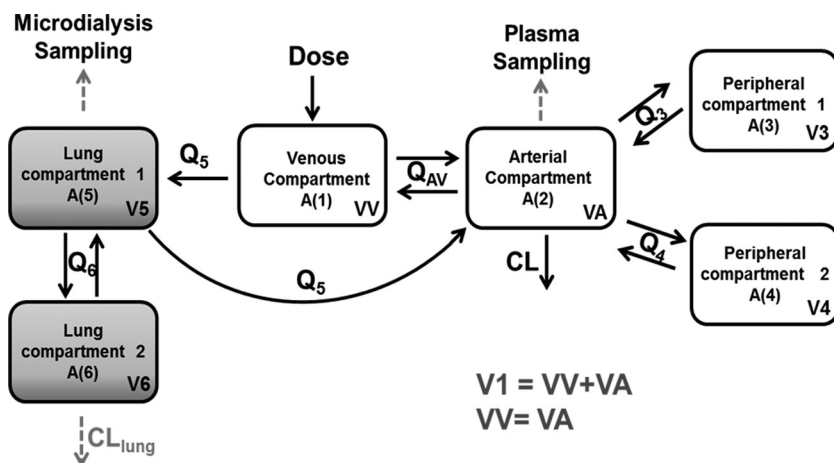 Microdialysis
Sampling
Dose
Plasma
Sampling
Peripheral
compartment 1
A(3)
V3
Q3
Lung
compartment 1
A(5)
V5
Q5
Venous
Compartment
A(1)
VV
QAV
Arterial
Compartment
A(2)
VA
Q4
Peripheral
compartment 2
A(4)
V4
Q6
Q5
CL
Lung
compartment 2
A(6)
V6
CLlung
V1 = VV+VA
VV= VA